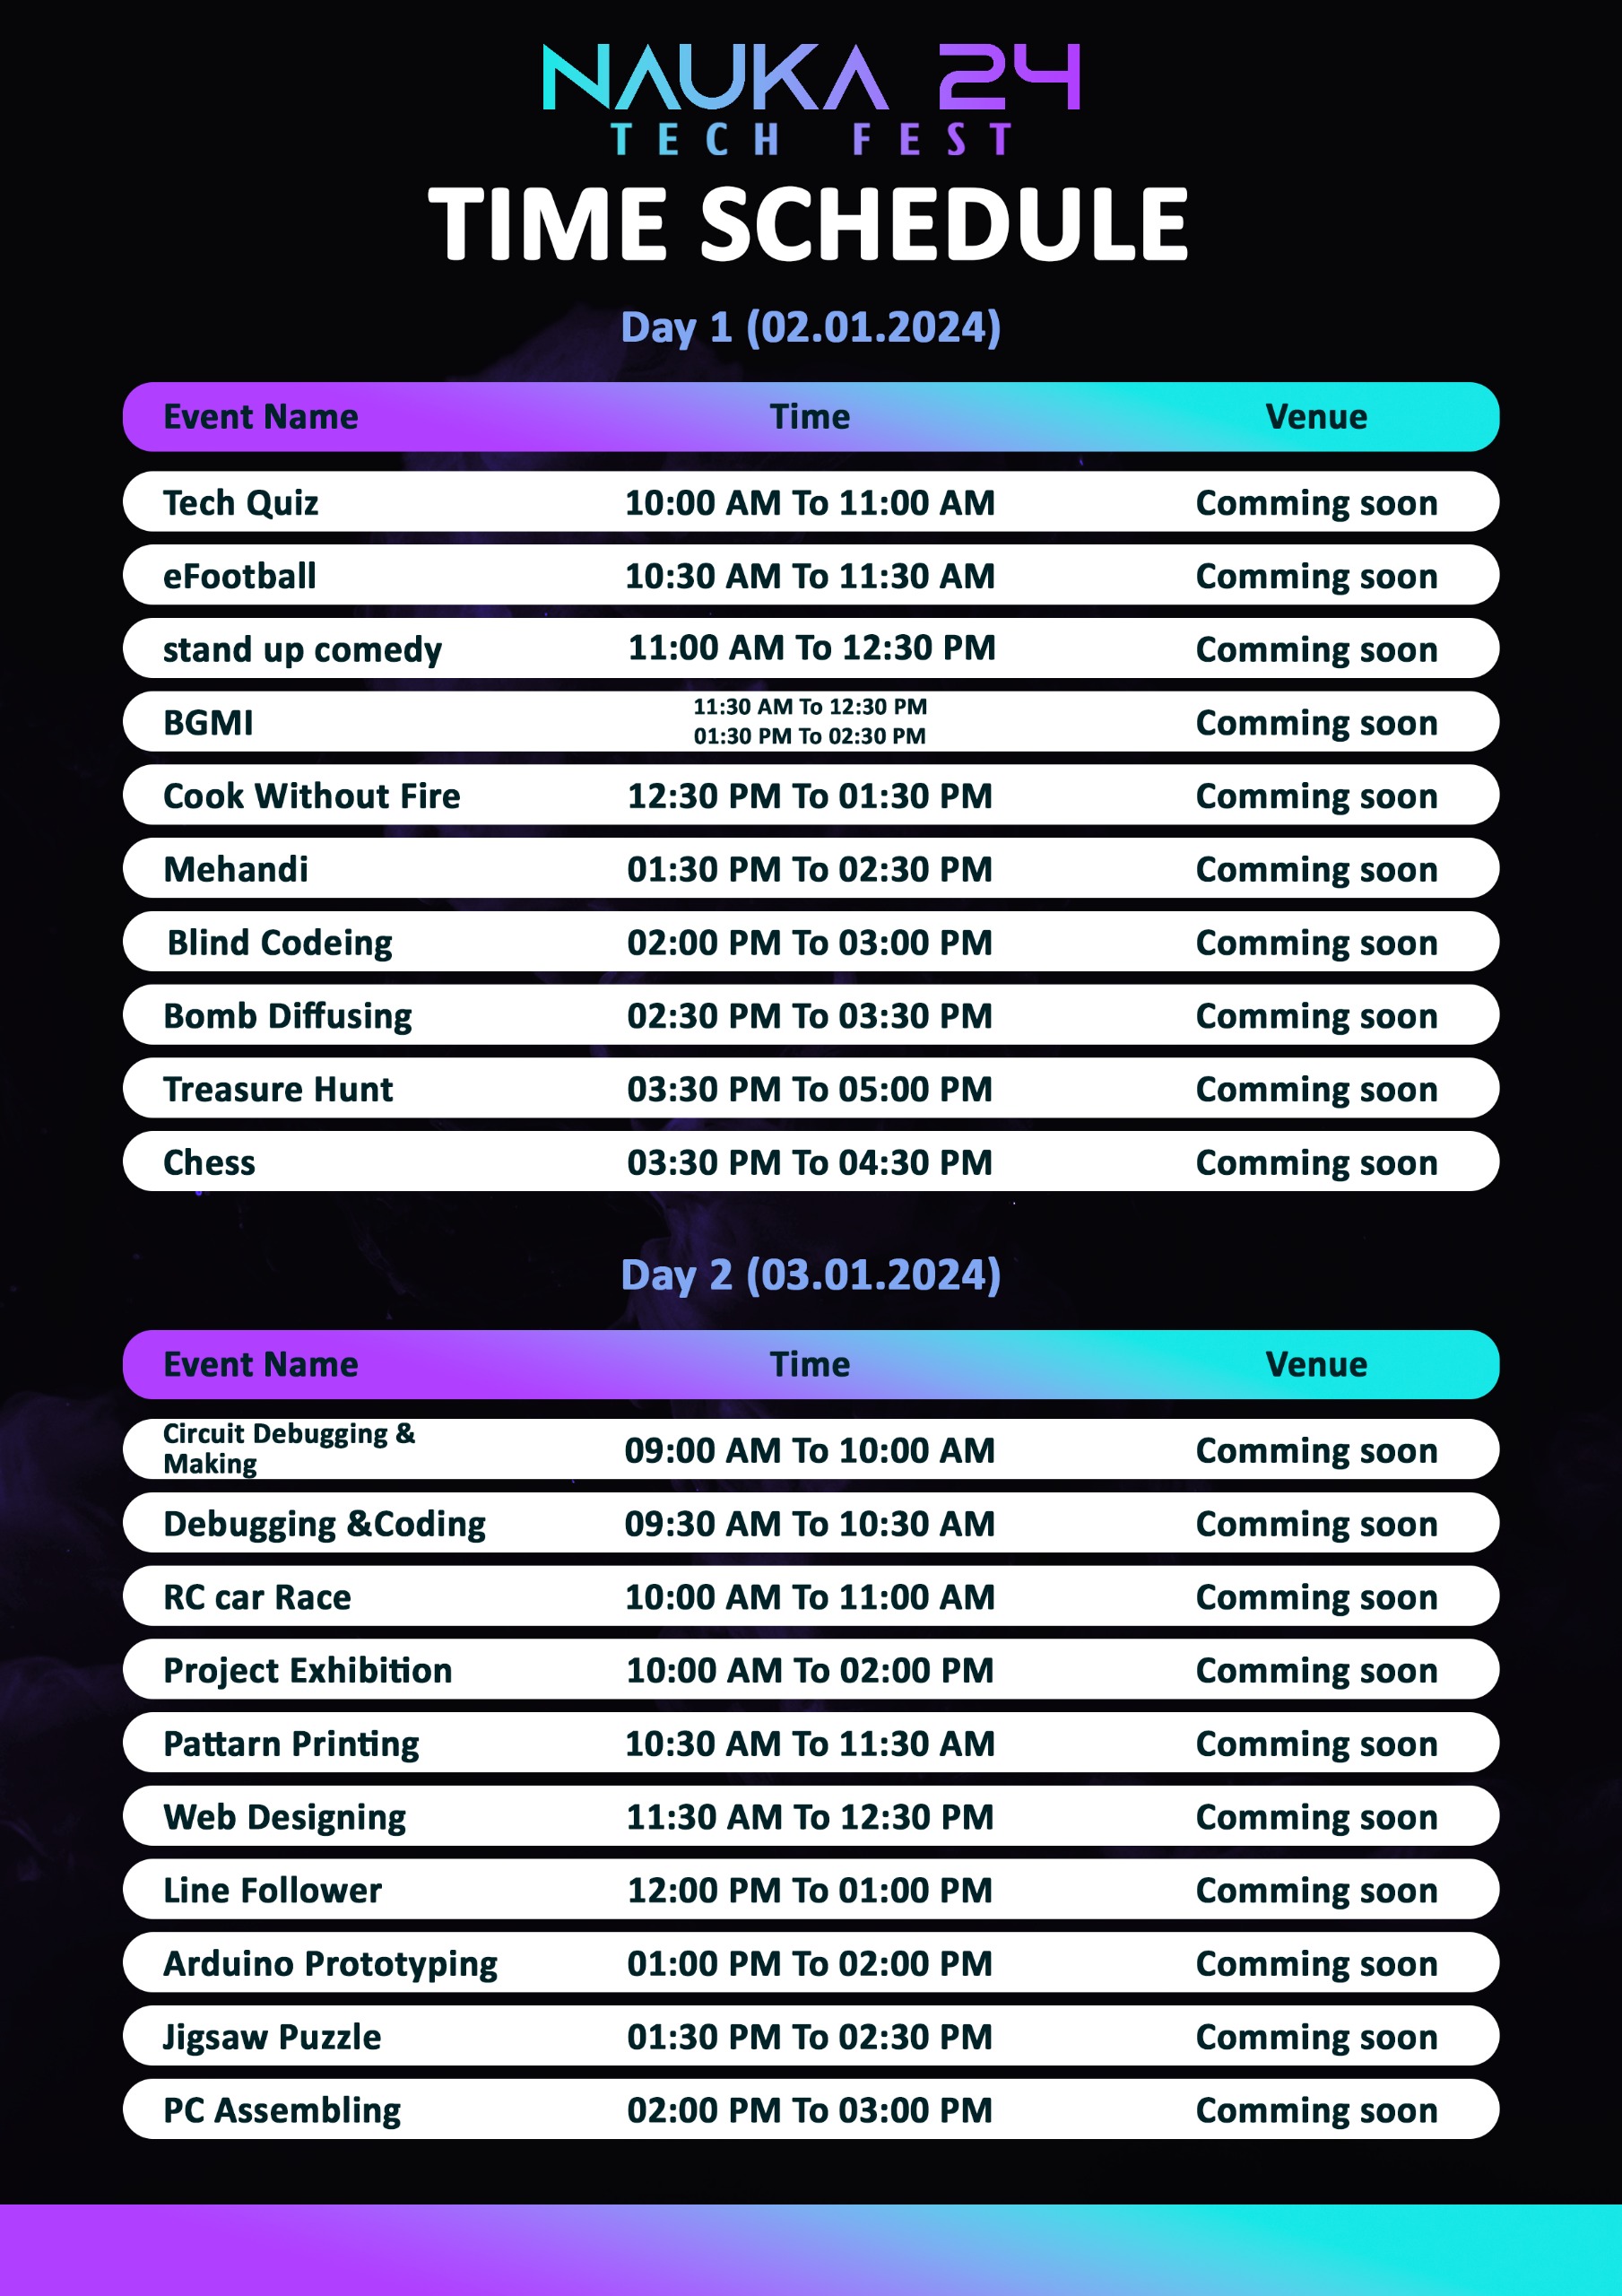 NAUKA 24
TECH FEST
TIME SCHEDULE
Day 1 (02.01.2024)
Event Name Time Venue
Tech Quiz 10:00 AM To 11:00 AM Comming soon
eFootball 10:30 AM To 11:30 AM Comming soon
stand up comedy 11:00 AM To 12:30 PM Comming soon
BGMI 11:30 AM To 12:30 PM Comming soon
01:30 PM To 02:30 PM
Cook Without Fire 12:30 PM To 01:30 PM Comming soon
Mehandi 01:30 PM To 02:30 PM Comming soon
Blind Codeing 02:00 PM To 03:00 PM Comming soon
Bomb Diffusing 02:30 PM To 03:30 PM Comming soon
Treasure Hunt 03:30 PM To 05:00 PM Comming soon
Chess 03:30 PM To 04:30 PM Comming soon
Day 2 (03.01.2024)
Event Name Time Venue
Circuit Debugging &
Making 09:00 AM To 10:00 AM Comming soon
Debugging &Coding 09:30 AM To 10:30 AM Comming soon
RC car Race 10:00 AM To 11:00 AM Comming soon
Project Exhibition 10:00 AM To 02:00 PM Comming soon
Pattarn Printing 10:30 AM To 11:30 AM Comming soon
Web Designing 11:30 AM To 12:30 PM Comming soon
Line Follower 12:00 PM To 01:00 PM Comming soon
Arduino Prototyping 01:00 PM To 02:00 PM Comming soon
Jigsaw Puzzle 01:30 PM To 02:30 PM Comming soon
PC Assembling 02:00 PM To 03:00 PM Comming soon